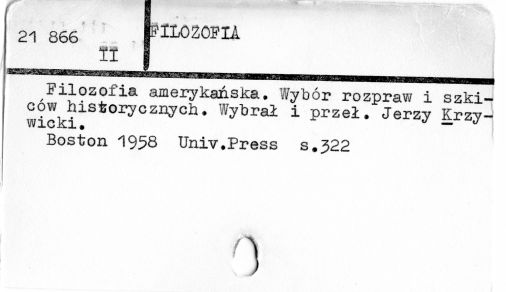 21 866
II
FILOZOFIA
Filozofia amerykańska. Wybór rozpraw i szki-
ców historycznych. Wybrał i przeł. Jerzy Krzy-
wicki.
Boston 1958 Univ.Press s.322